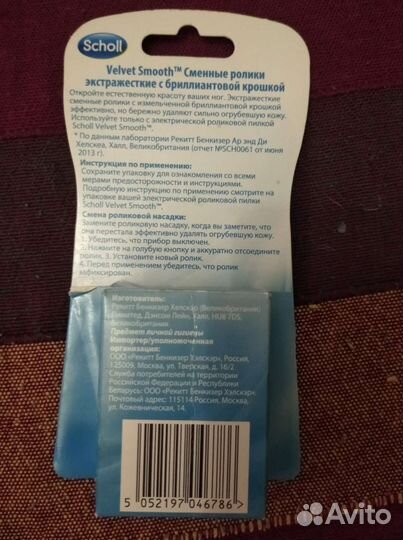 Scholl
Velvet Smooth™ Сменные ролики
экстражесткие с бриллиантовой крошкой
Откройте естественную красоту ваших ног. Экстражесткие
сменные ролики с измельченной бриллиантовой крошкой
эффективно, но бережно удаляют сильно огрубевшую кожу.
Используйте только с электрической роликовой пилкой
Scholl Velvet Smooth™.
* По данным лаборатории Рекитт Бенкизер Ар энд Ди
Хелскеа, Халл, Великобритания (отчет №SCH0061 от июня
2013 г.)
Инструкция по применению:
Сохраните упаковку для ознакомления со всеми
мерами предосторожности и инструкциями.
Подробную инструкцию по применению смотрите на
упаковке вашей электрической роликовой пилки
Scholl Velvet Smooth™.
Смена роликовой насадки:
Замените роликовую насадку, когда вы заметите, что
она перестала эффективно удалять огрубевшую кожу.
1. Убедитесь, что прибор выключен.
2. Нажмите на голубую кнопку и аккуратно отсоедините
ролик. 3. Установите новый ролик.
4. Перед применением убедитесь, что ролик
зафиксирован.
Изготовитель:
Рекитт Бенкизер Хелскэр (Великобритания)
Лимитед, Дэнсом Лейн, Халл, HU8 7DS,
Великобритания
Предмет личной гигиены
Импортер/уполномоченная
организация:
ООО «Рекитт Бенкизер Хэлскэр», Россия,
125009, Москва, ул. Тверская, д. 16/2
Служба потребителей на территории
Российской Федерации и Республики
Беларусь: ООО «Рекитт Бенкизер Хэлскэр».
Почтовый адрес: 115114 Россия, Москва,
ул. Кожевническая, 14.
5 052197 046786 >
Avito